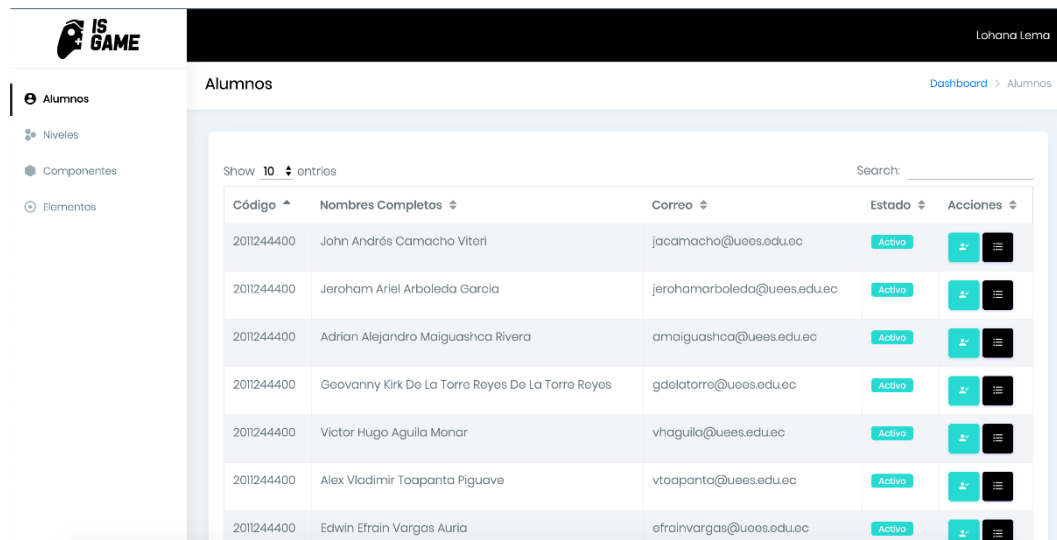 IS
GAME
Lohana Lema
Alumnos
Niveles
Componentes
Elementos
Alumnos
Dashboard > Alumnos
Show 10 entries
Search:
Código Nombres Completos Correo Estado Acciones
2011244400 John Andrés Camacho Viteri jacamacho@uees.edu.ec Activo
2011244400 Jeroham Ariel Arboleda Garcia jerohamarboleda@uees.edu.ec Activo
2011244400 Adrian Alejandro Maiguashca Rivera amaiguashca@uees.edu.ec Activo
2011244400 Geovanny Kirk De La Torre Reyes De La Torre Reyes gdelatorre@uees.edu.ec Activo
2011244400 Victor Hugo Aguila Monar vhaguila@uees.edu.ec Activo
2011244400 Alex Vladimir Toapanta Piguave vtoapanta@uees.edu.ec Activo
2011244400 Edwin Efrain Vargas Auria efrainvargas@uees.edu.ec Activo